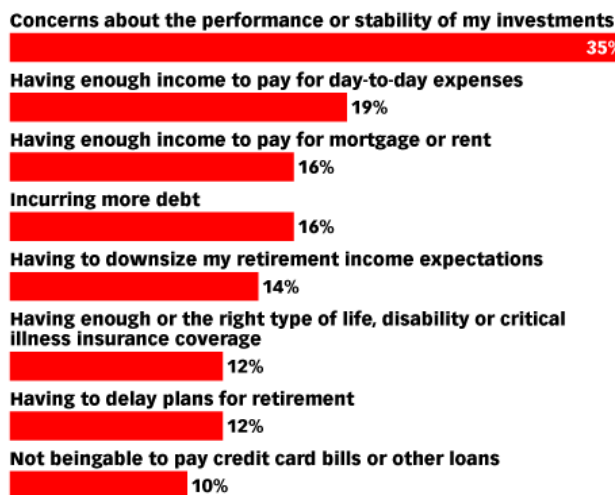 Concerns about the performance or stability of my investments
35%
Having enough income to pay for day-to-day expenses
19%
Having enough income to pay for mortgage or rent
16%
Incurring more debt
16%
Having to downsize my retirement income expectations
14%
Having enough or the right type of life, disability or critical
illness insurance coverage
12%
Having to delay plans for retirement
12%
Not beingable to pay credit card bills or other loans
10%